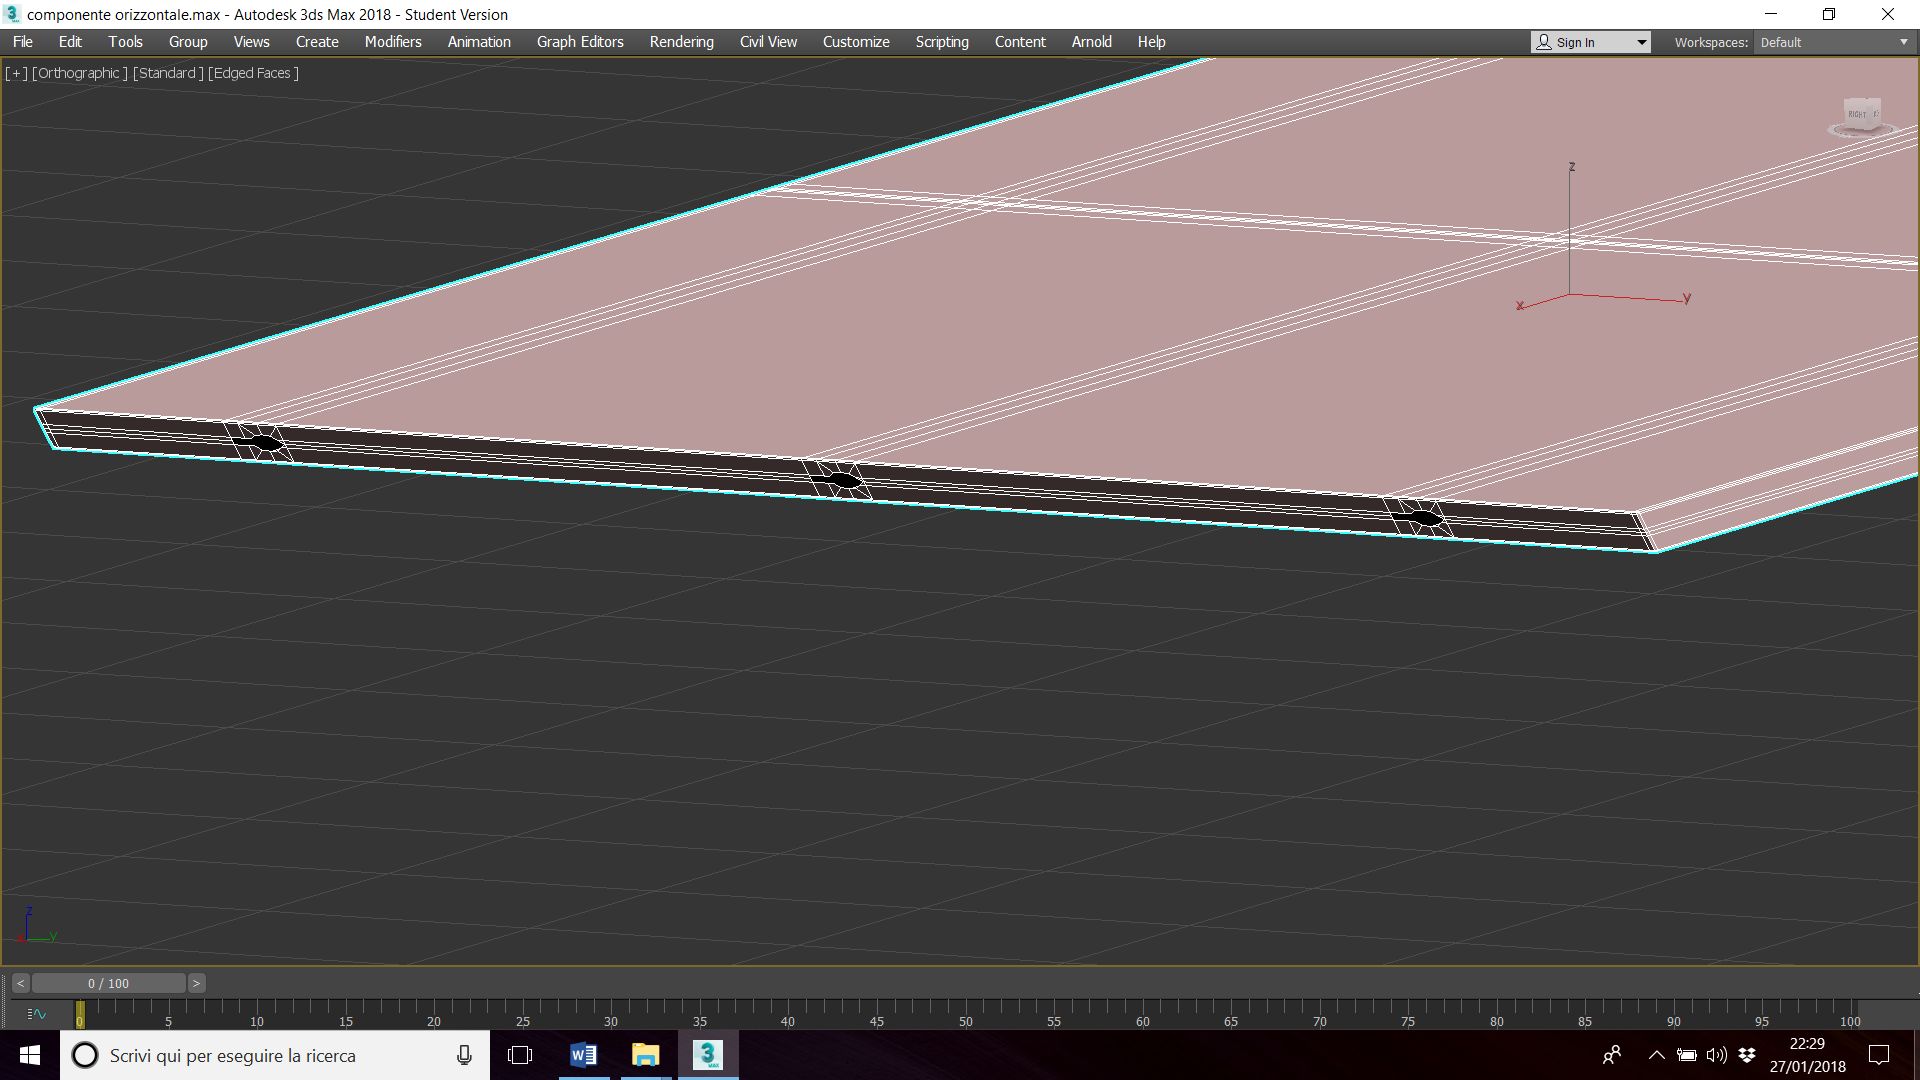 componente orizzontale.max - Autodesk 3ds Max 2018 - Student Version
File Edit Tools Group Views Create Modifiers Animation Graph Editors Rendering Civil View Customize Scripting Content Arnold Help Sign In Workspaces: Default
[ + ] [Orthographic ] [Standard ] [Edged Faces ]
RIGHT
z
x y
z
y
< 0 / 100 >
0 5 10 15 20 25 30 35 40 45 50 55 60 65 70 75 80 85 90 95 100
Scrivi qui per eseguire la ricerca
W
3
MAX
22:29
27/01/2018